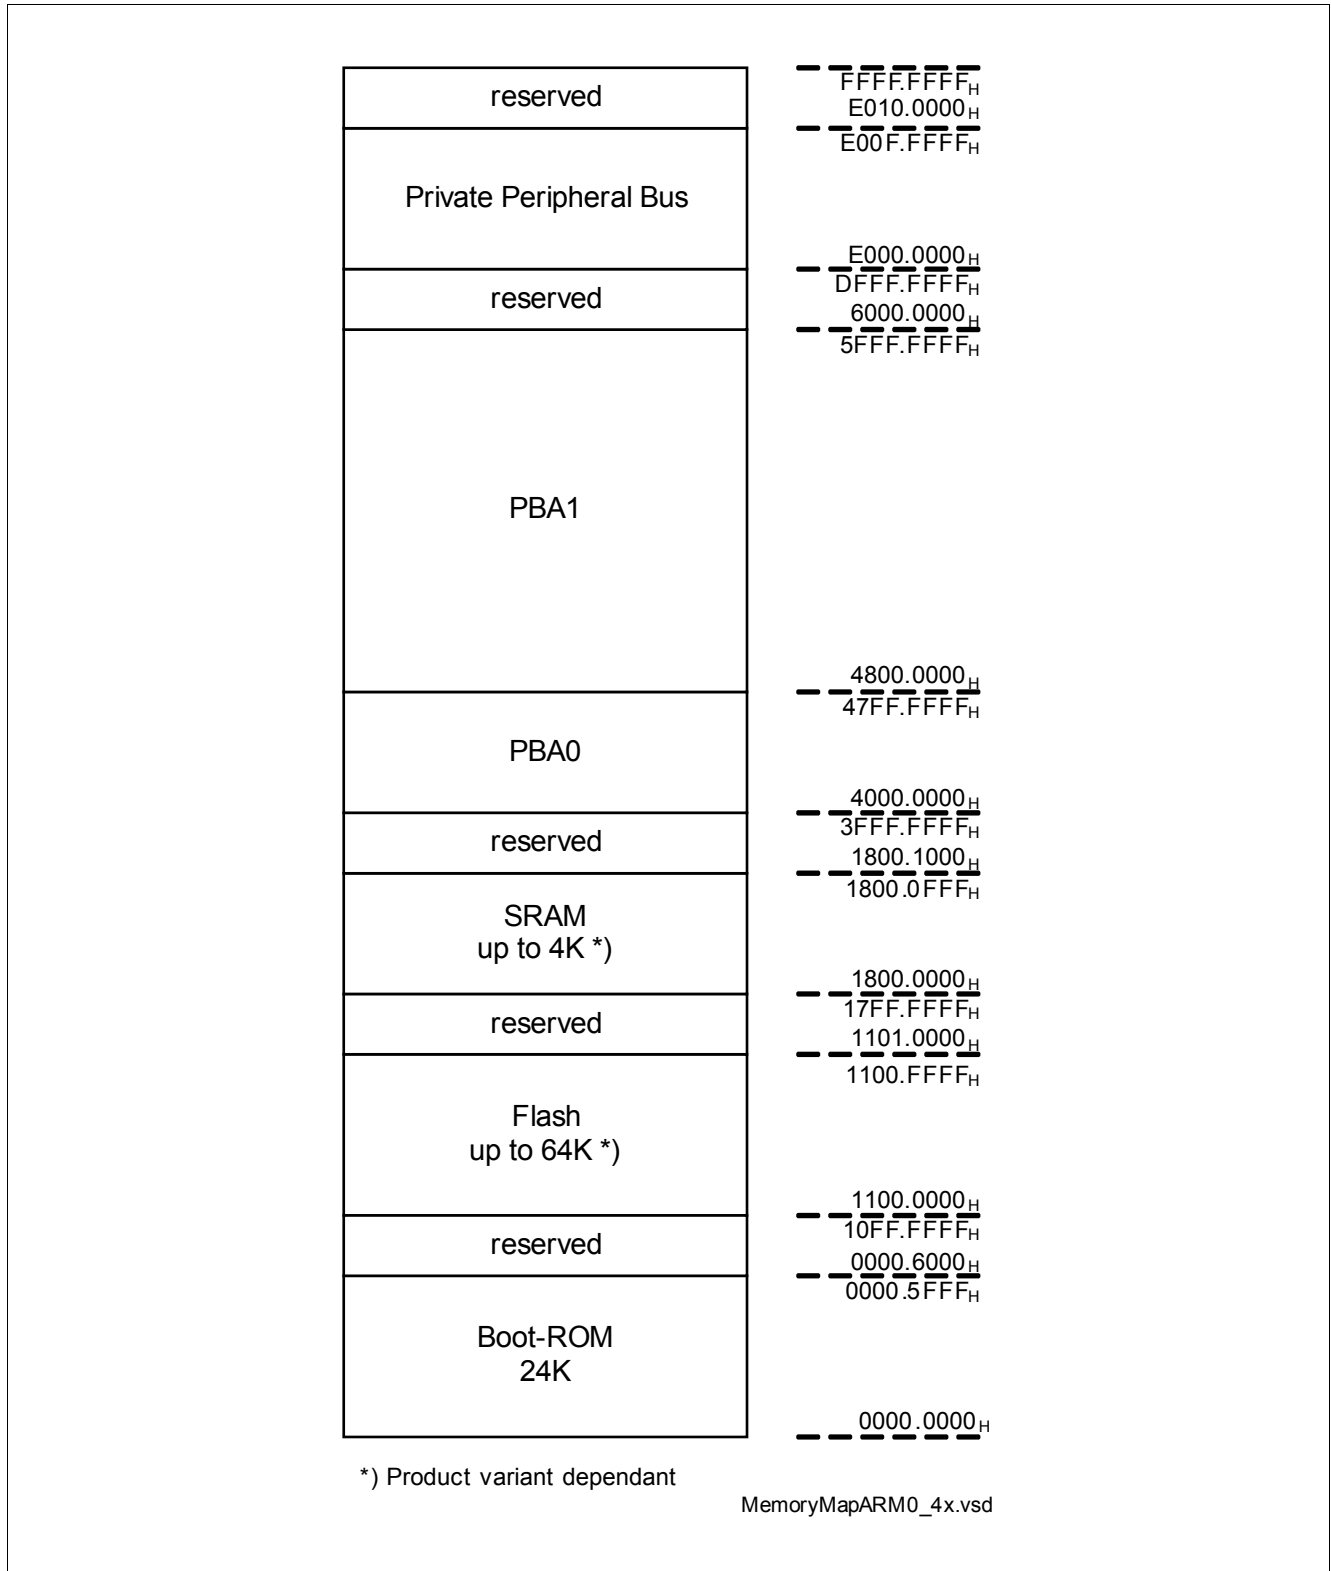 reserved
FFFF.FFFFH
E010.0000H
E00F.FFFFH
Private Peripheral Bus
E000.0000H
DFFF.FFFFH
reserved
6000.0000H
5FFF.FFFFH
PBA1
4800.0000H
47FF.FFFFH
PBA0
4000.0000H
3FFF.FFFFH
reserved
1800.1000H
1800.0FFFH
SRAM
up to 4K *)
1800.0000H
17FF.FFFFH
reserved
1101.0000H
1100.FFFFH
Flash
up to 64K *)
1100.0000H
10FF.FFFFH
reserved
0000.6000H
0000.5FFFH
Boot-ROM
24K
0000.0000H
*) Product variant dependant
MemoryMapARM0_4x.vsd